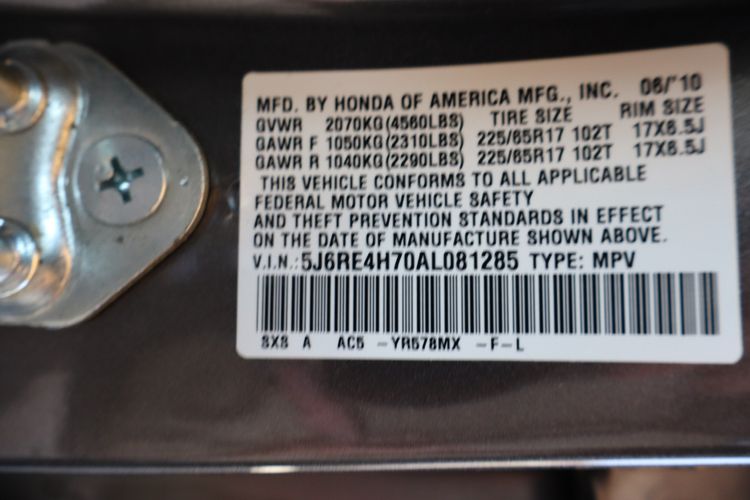 MFD. BY HONDA OF AMERICA MFG., INC. 06/'10
GVWR 2070KG(4560LBS) TIRE SIZE RIM SIZE
GAWR F 1050KG(2310LBS) 225/65R17 102T 17X6.5J
GAWR R 1040KG(2290LBS) 225/65R17 102T 17X6.5J
THIS VEHICLE CONFORMS TO ALL APPLICABLE
FEDERAL MOTOR VEHICLE SAFETY
AND THEFT PREVENTION STANDARDS IN EFFECT
ON THE DATE OF MANUFACTURE SHOWN ABOVE.
V.I.N.:5J6RE4H70AL081285 TYPE: MPV
SXS A AC5 -YR578MX -F-L